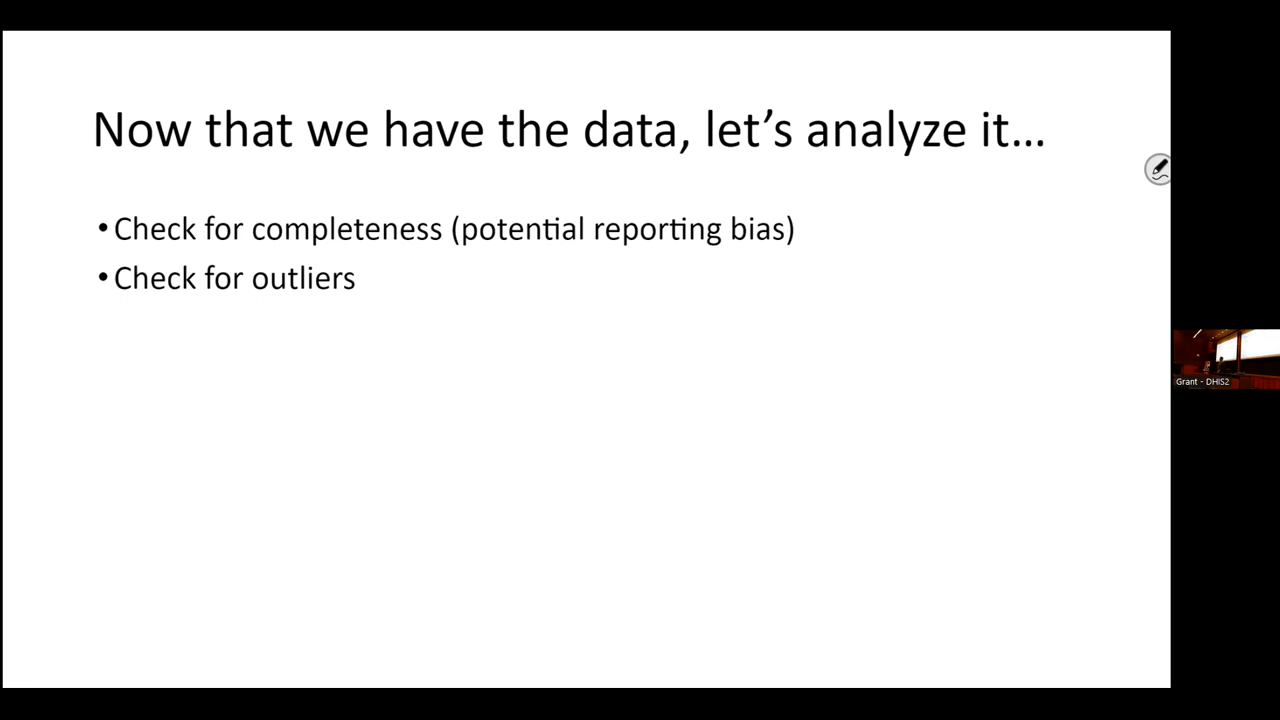 Now that we have the data, let’s analyze it…
• Check for completeness (potential reporting bias)
• Check for outliers
Grant - DHIS2